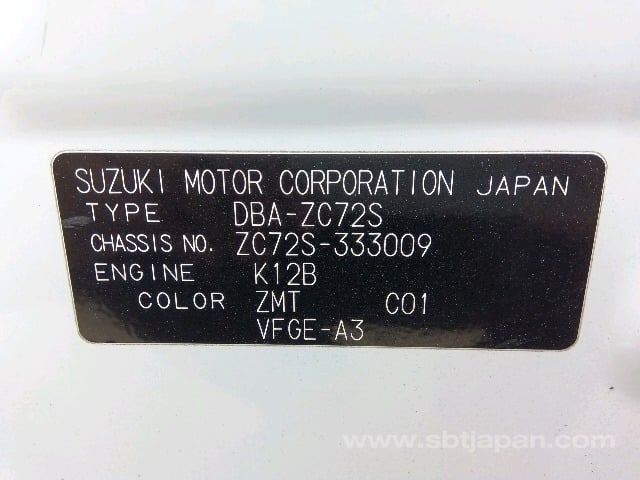 SUZUKI MOTOR CORPORATION JAPAN
TYPE DBA-ZC72S
CHASSIS NO. ZC72S-333009
ENGINE K12B
COLOR ZMT C01
VFGE-A3
www.sbtjapan.com